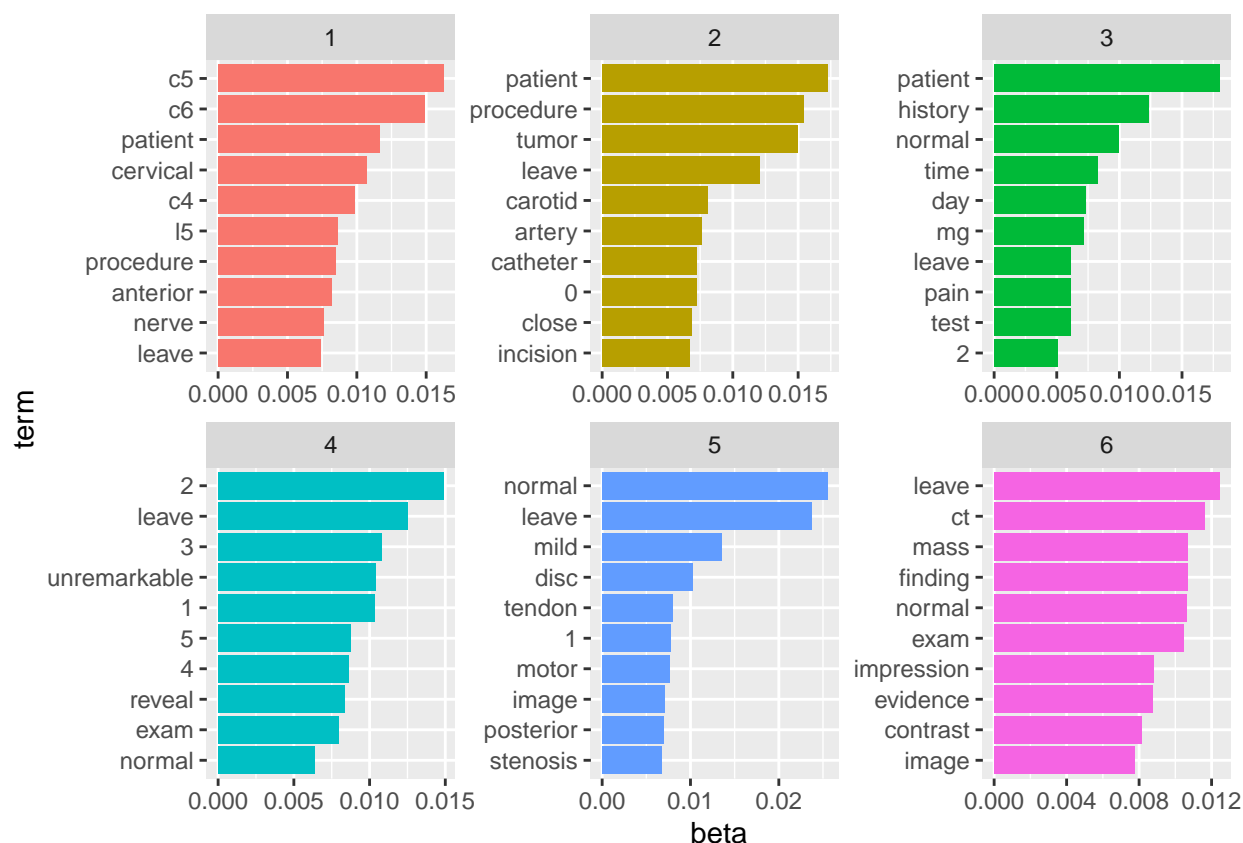 1
c5
c6
patient
cervical
c4
l5
procedure
anterior
nerve
leave
0.000 0.005 0.010 0.015
2
patient
procedure
tumor
leave
carotid
artery
catheter
0
close
incision
0.000 0.005 0.010 0.015
3
patient
history
normal
time
day
mg
leave
pain
test
2
0.000 0.005 0.010 0.015
term
4
2
leave
3
unremarkable
1
5
4
reveal
exam
normal
0.000 0.005 0.010 0.015
5
normal
leave
mild
disc
tendon
1
motor
image
posterior
stenosis
0.00 0.01 0.02
6
leave
ct
mass
finding
normal
exam
impression
evidence
contrast
image
0.000 0.004 0.008 0.012
beta